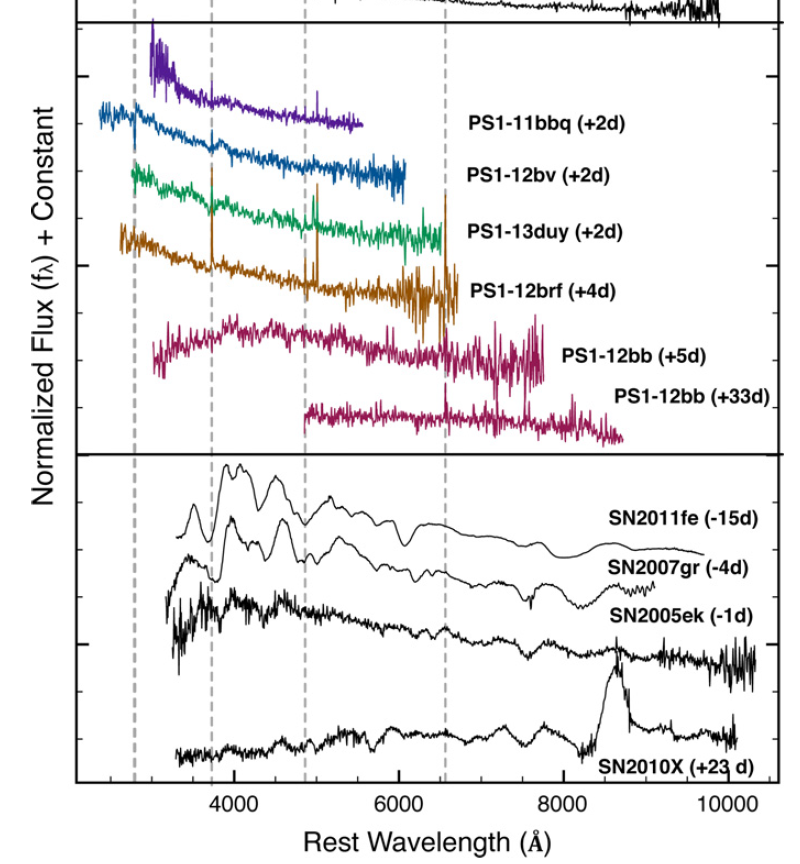 Normalized Flux (fλ) + Constant
PS1-11bbq (+2d)
PS1-12bv (+2d)
PS1-13duy (+2d)
PS1-12brf (+4d)
PS1-12bb (+5d)
PS1-12bb (+33d)
SN2011fe (-15d)
SN2007gr (-4d)
SN2005ek (-1d)
SN2010X (+23 d)
4000 6000 8000 10000
Rest Wavelength (Å)